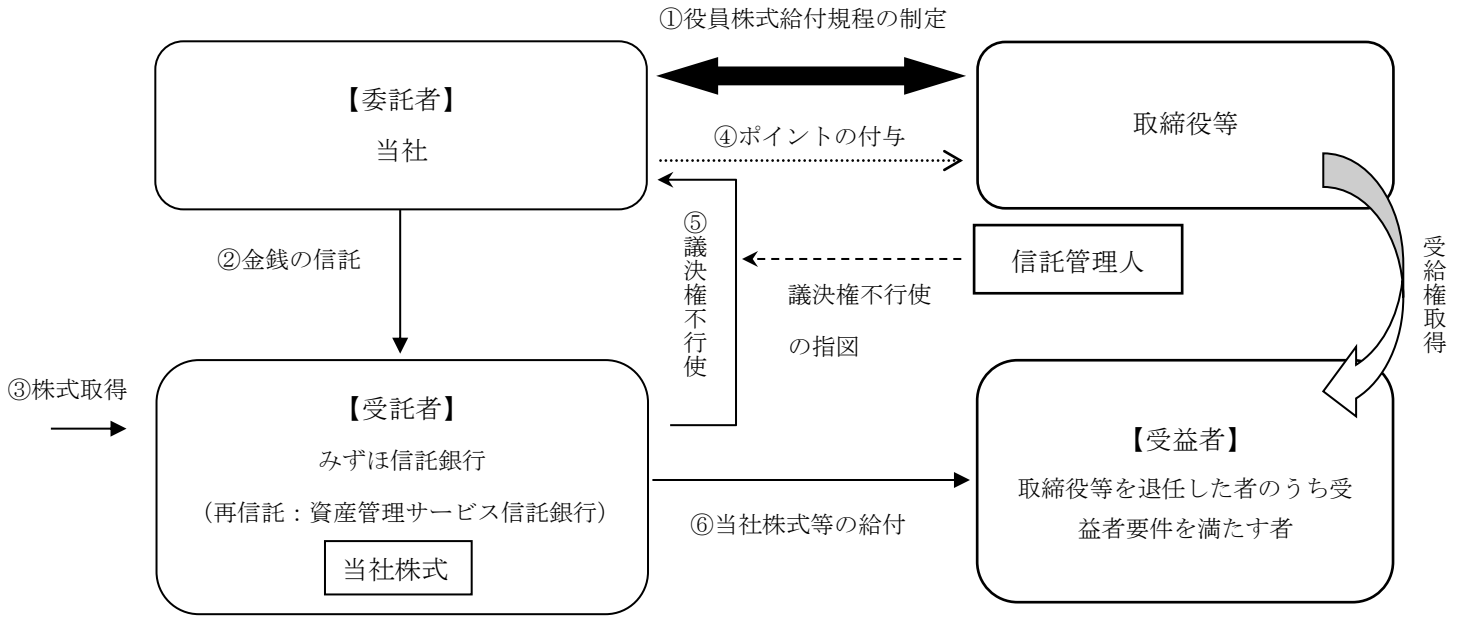 ①役員株式給付規程の制定
【委託者】
当社
取締役等
④ポイントの付与
②金銭の信託
⑤議決権不行使
信託管理人
議決権不行使
の指図
受給権取得
③株式取得
【受託者】
みずほ信託銀行
（再信託：資産管理サービス信託銀行）
当社株式
⑥当社株式等の給付
【受益者】
取締役等を退任した者のうち受
益者要件を満たす者